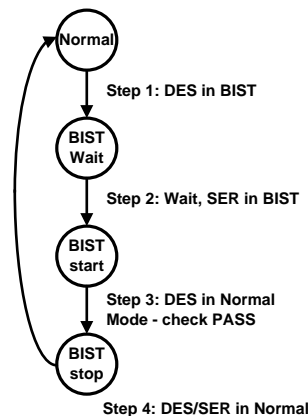 Normal
Step 1: DES in BIST
BIST
Wait
Step 2: Wait, SER in BIST
BIST
start
Step 3: DES in Normal
Mode - check PASS
BIST
stop
Step 4: DES/SER in Normal